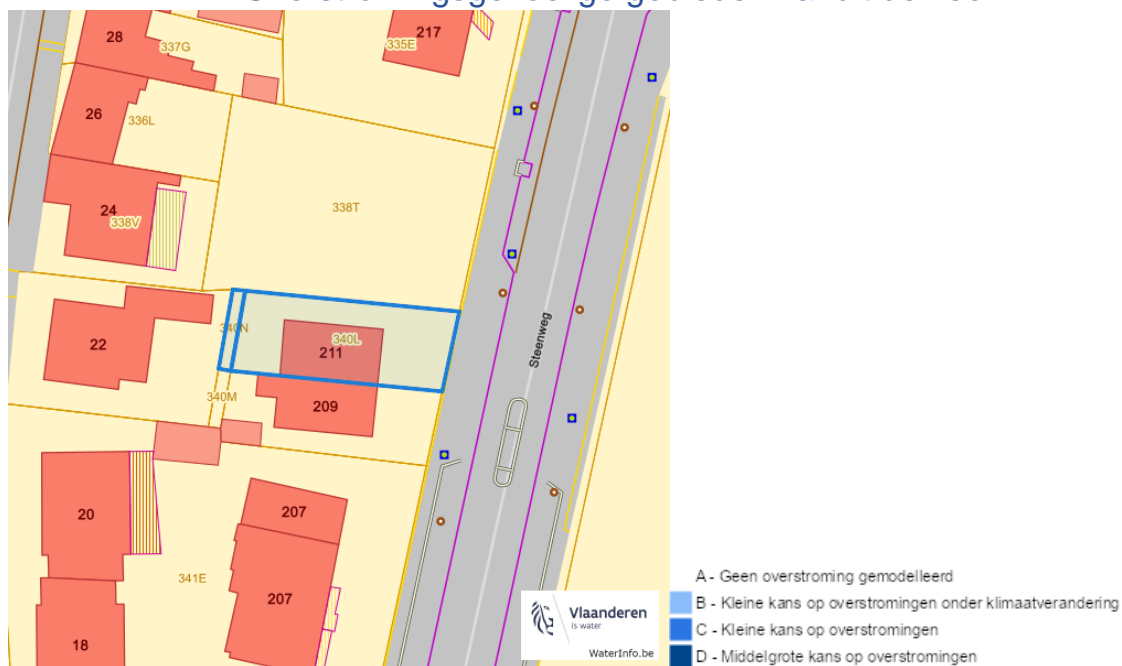 28
337G
335E
217
26
336L
24
338V
338T
340N
340L
22
211
Steenweg
340M
209
20
207
341E
207
18
Vlaanderen
is water
WaterInfo.be
A - Geen overstroming gemodelleerd
B - Kleine kans op overstromingen onder klimaatverandering
C - Kleine kans op overstromingen
D - Middelgrote kans op overstromingen